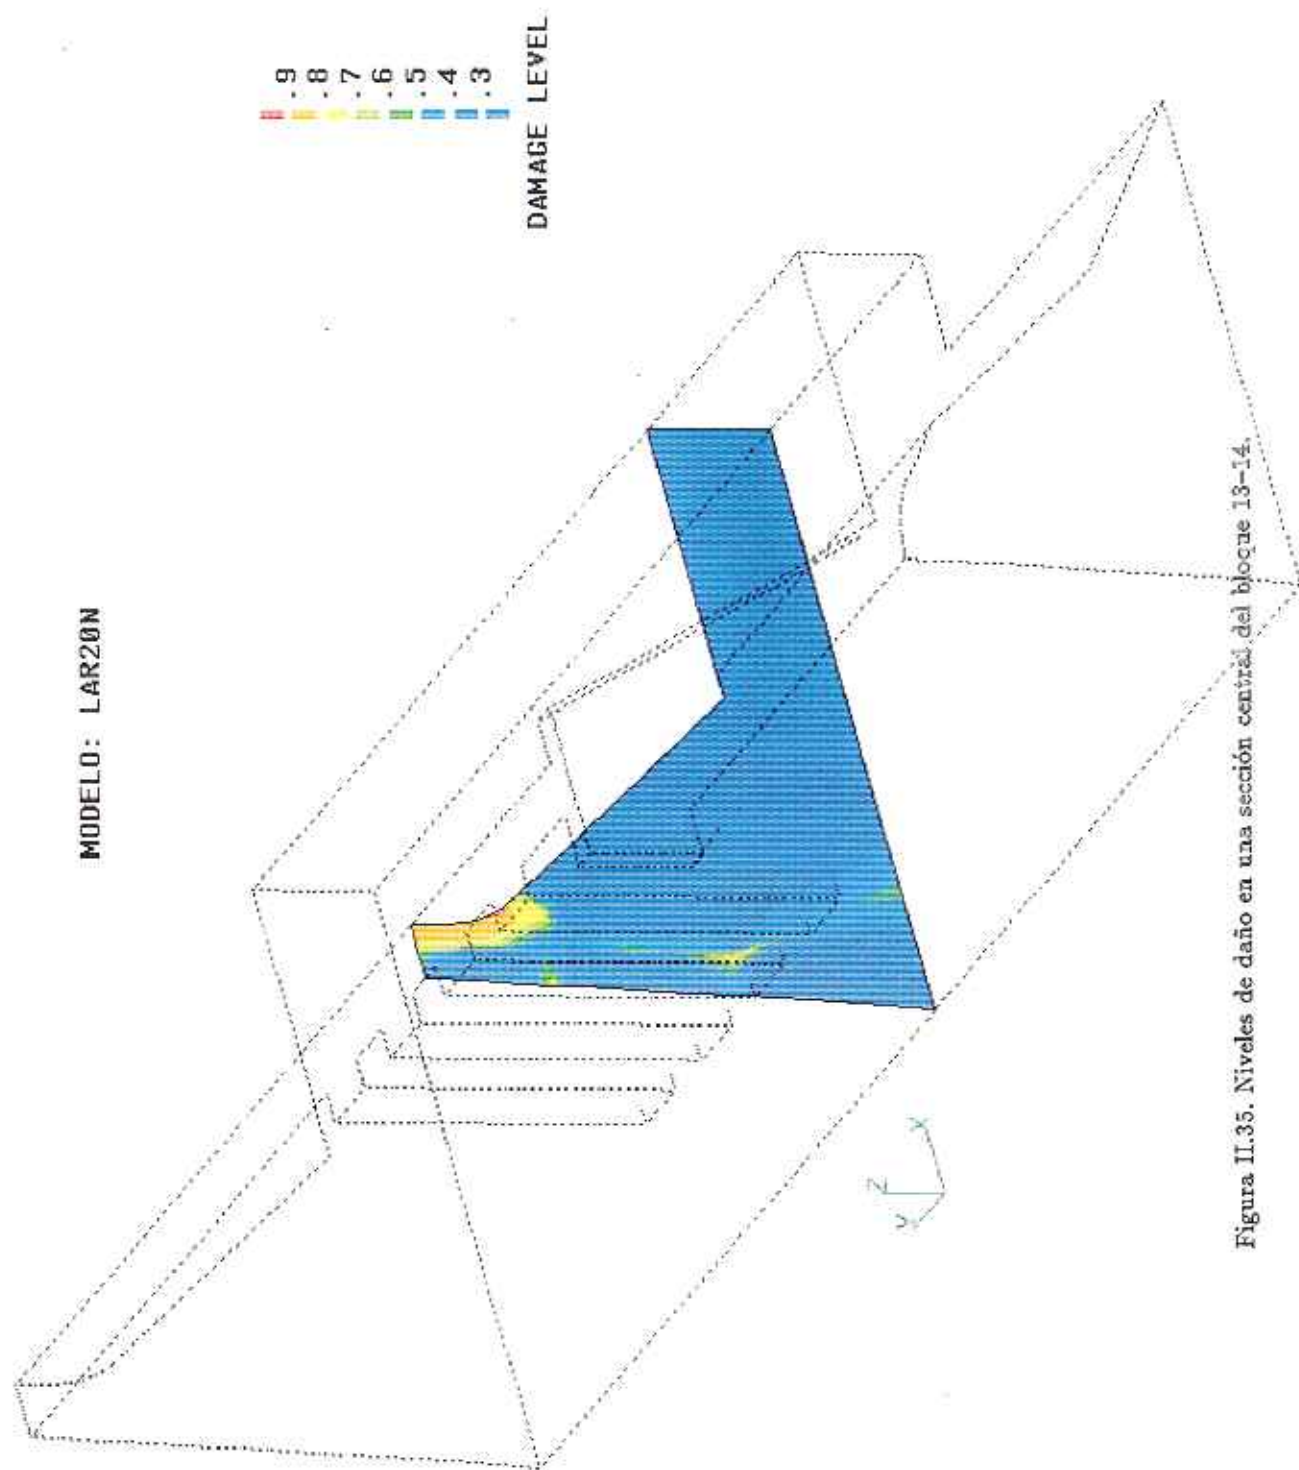 MODELO: LAR20N
.9
.8
.7
.6
.5
.4
.3
DAMAGE LEVEL
Z
Y
X
Figura II.35. Niveles de daño en una sección central del bloque 13-14.